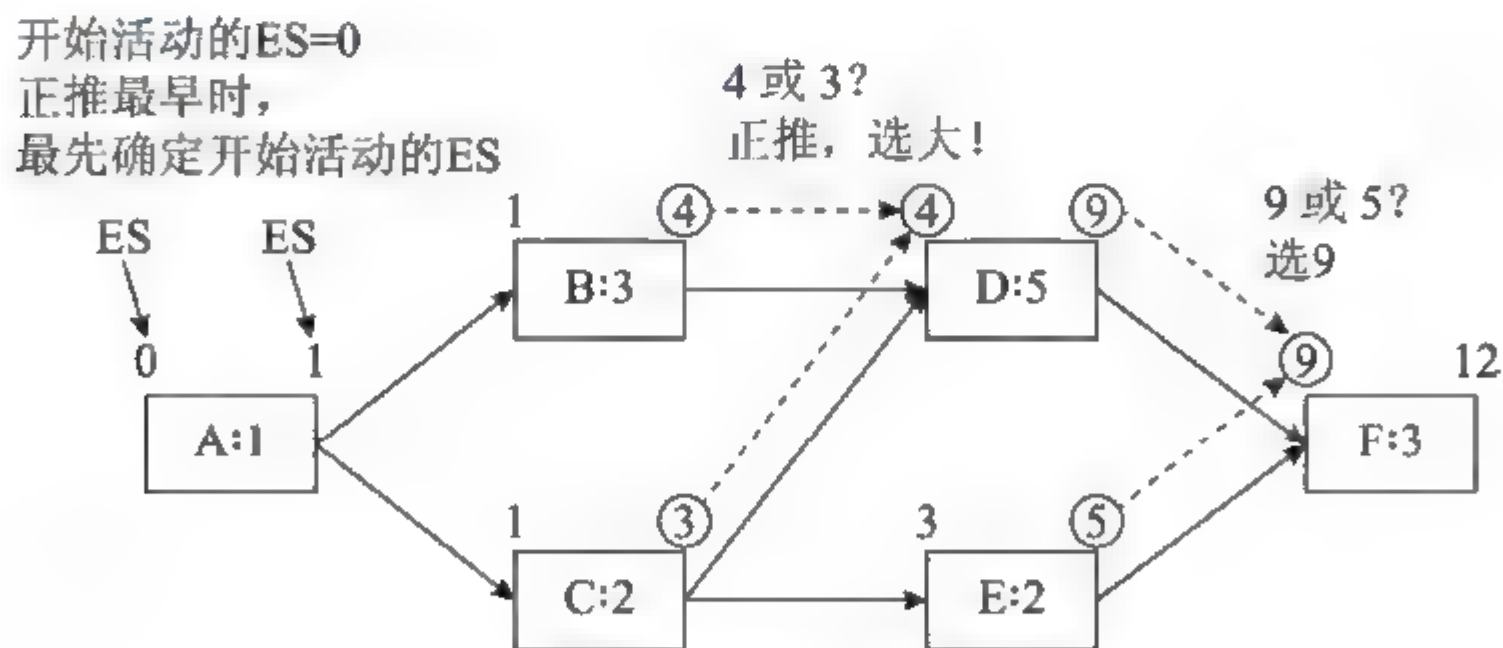 开始活动的ES=0
正推最早时，
最先确定开始活动的ES
4 或 3?
正推，选大!
9 或 5?
选9
ES
ES
0
1
A:1
1
④
B:3
④
⑨
D:5
⑨
12
F:3
1
③
C:2
3
⑤
E:2